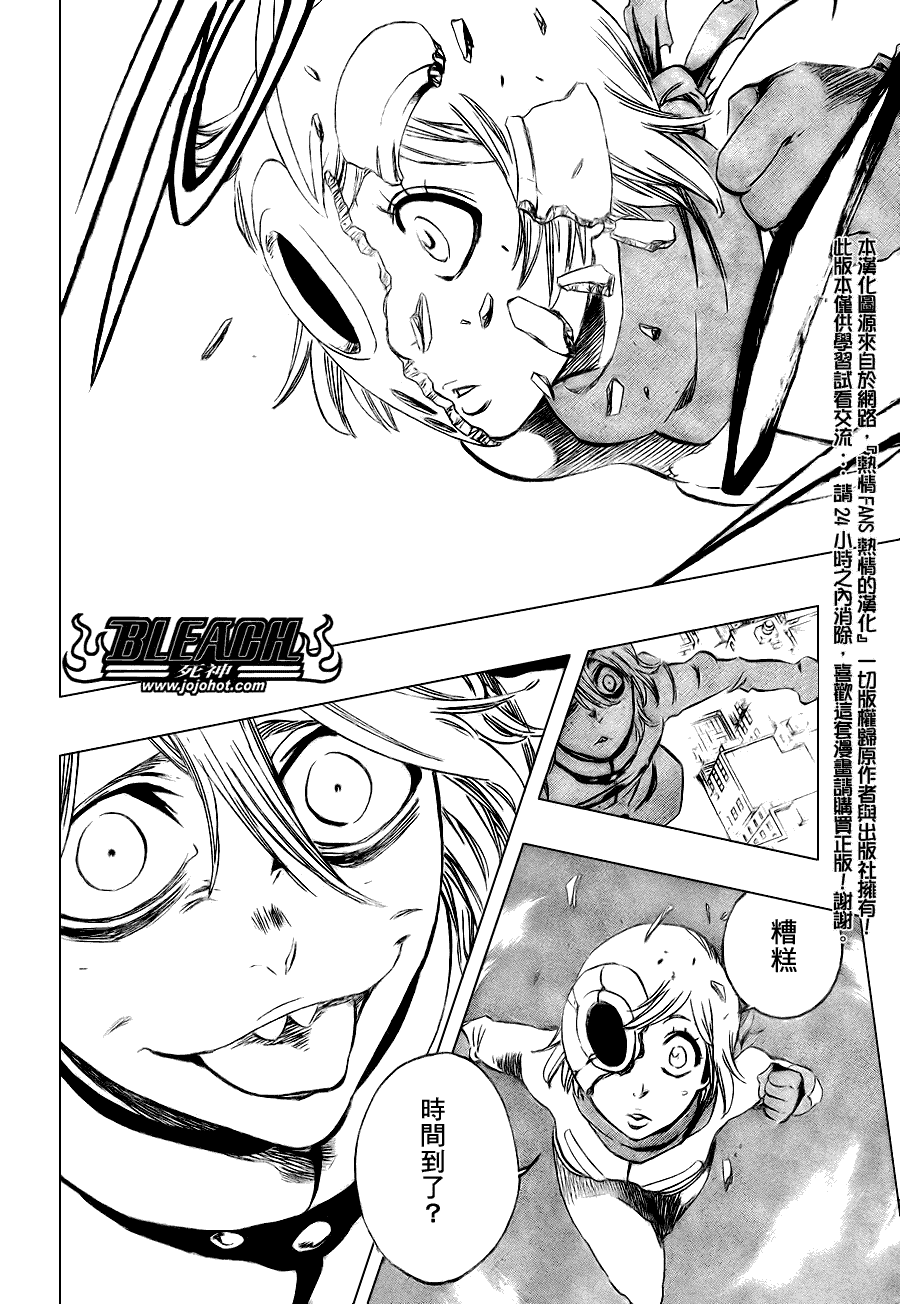 本漢化圖源來自於網路，『熱情FANS熱情的漢化』一切版權歸原作者與出版社擁有！
此版本僅供學習試看交流．．請24小時之內消除，喜歡這套漫畫請購買正版！謝謝。
BLEACH
死神
www.jojohot.com
糟糕
時間到了？